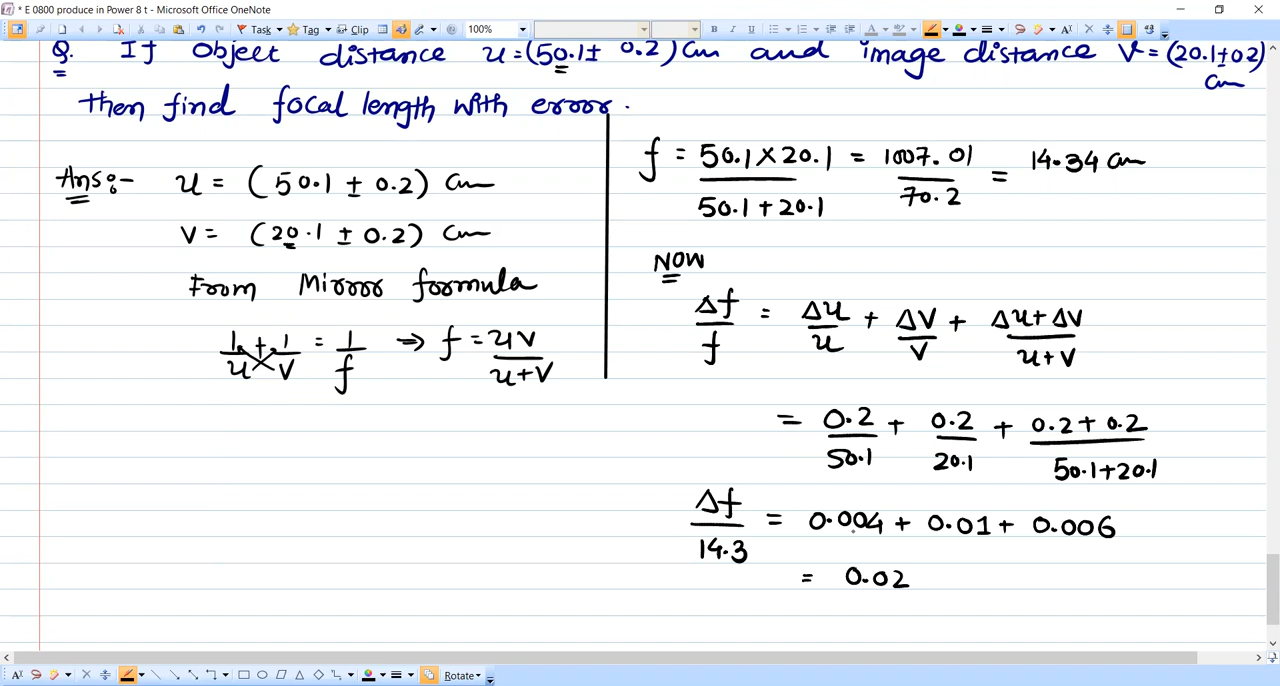 * E 0800 produce in Power 8 t - Microsoft Office OneNote
Task Tag Clip 100%
Q. If object distance u = (50.1 ± 0.2) cm and image distance v = (20.1 ± 0.2) cm
then find focal length with error.
Ans:- u = (50.1 ± 0.2) cm
v = (20.1 ± 0.2) cm
From Mirror formula
1/u + 1/v = 1/f ⇒ f = uv/u+v
f = 50.1 × 20.1 / 50.1 + 20.1 = 1007.01 / 70.2 = 14.34 cm
NOW
Δf/f = Δu/u + Δv/v + Δu+Δv/u+v
= 0.2/50.1 + 0.2/20.1 + 0.2+0.2/50.1+20.1
Δf/14.3 = 0.004 + 0.01 + 0.006
= 0.02
Rotate